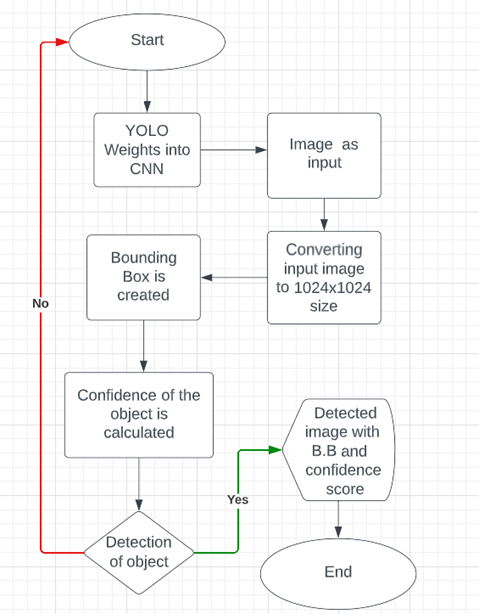 Start
YOLO
Weights into
CNN
Image as
input
Converting
input image
to 1024x1024
size
Bounding
Box is
created
No
Confidence of the
object is
calculated
Detected
image with
B.B and
confidence
score
Yes
Detection
of object
End